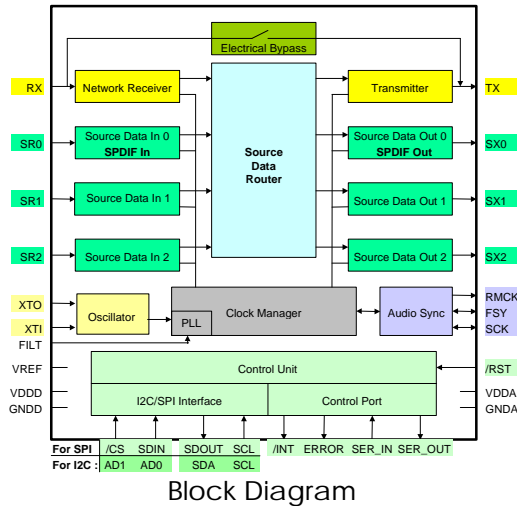 Electrical Bypass
RX
Network Receiver
Transmitter
TX
SR0
Source Data In 0
SPDIF In
Source
Data
Router
Source Data Out 0
SPDIF Out
SX0
SR1
Source Data In 1
Source Data Out 1
SX1
SR2
Source Data In 2
Source Data Out 2
SX2
XTO
XTI
FILT
Oscillator
PLL
Clock Manager
Audio Sync
RMCK
FSY
SCK
VREF
Control Unit
/RST
VDDD
GNDD
I2C/SPI Interface
Control Port
VDDA
GNDA
For SPI /CS SDIN SDOUT SCL /INT ERROR SER_IN SER_OUT
For I2C : AD1 AD0 SDA SCL
Block Diagram